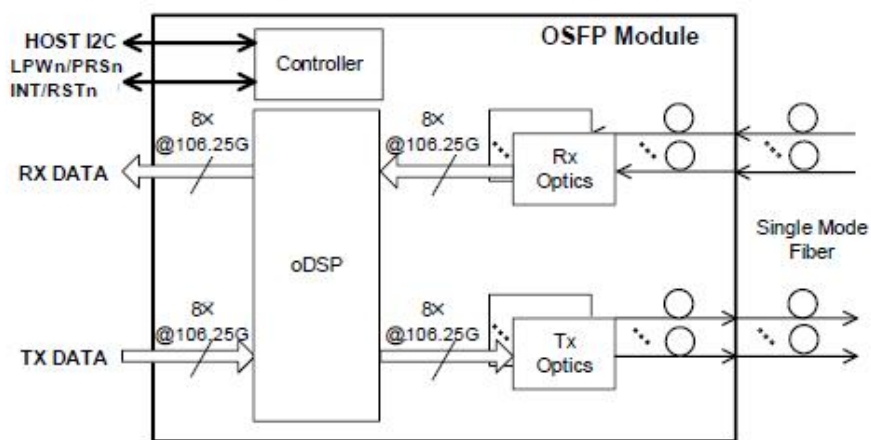 OSFP Module
HOST I2C
LPWn/PRSn
INT/RSTn
Controller
8×
@106.25G
8×
@106.25G
RX DATA
Rx
Optics
Single Mode
Fiber
oDSP
8×
@106.25G
8×
@106.25G
TX DATA
Tx
Optics